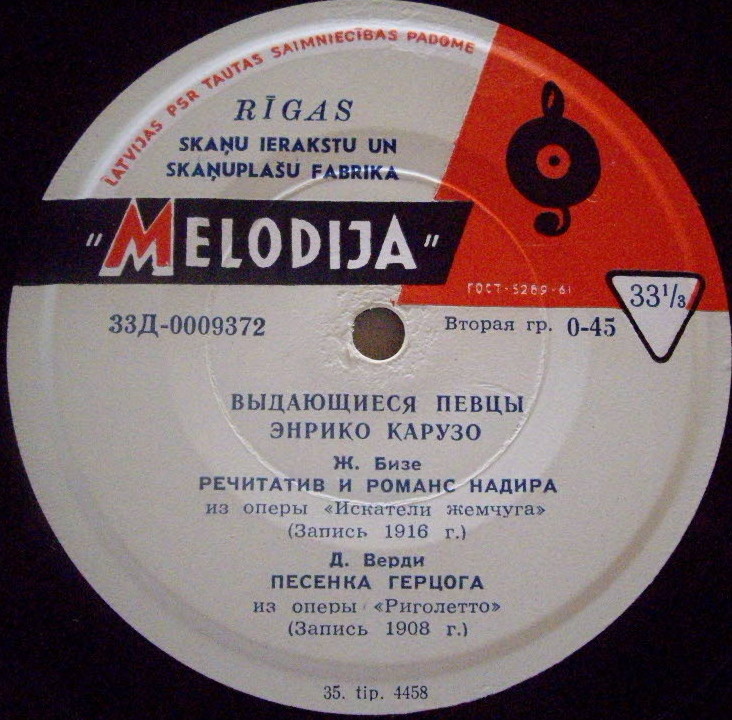 LATVIJAS PSR TAUTAS SAIMNIECĪBAS PADOME
RĪGAS
SKAŅU IERAKSTU UN
SKAŅUPLAŠU FABRIKA
"MELODIJA"
ГОСТ-5289-61
33⅓
33Д-0009372
Вторая гр. 0-45
ВЫДАЮЩИЕСЯ ПЕВЦЫ
ЭНРИКО КАРУЗО
Ж. Бизе
РЕЧИТАТИВ И РОМАНС НАДИРА
из оперы «Искатели жемчуга»
(Запись 1916 г.)
Д. Верди
ПЕСЕНКА ГЕРЦОГА
из оперы «Риголетто»
(Запись 1908 г.)
35. tip. 4458